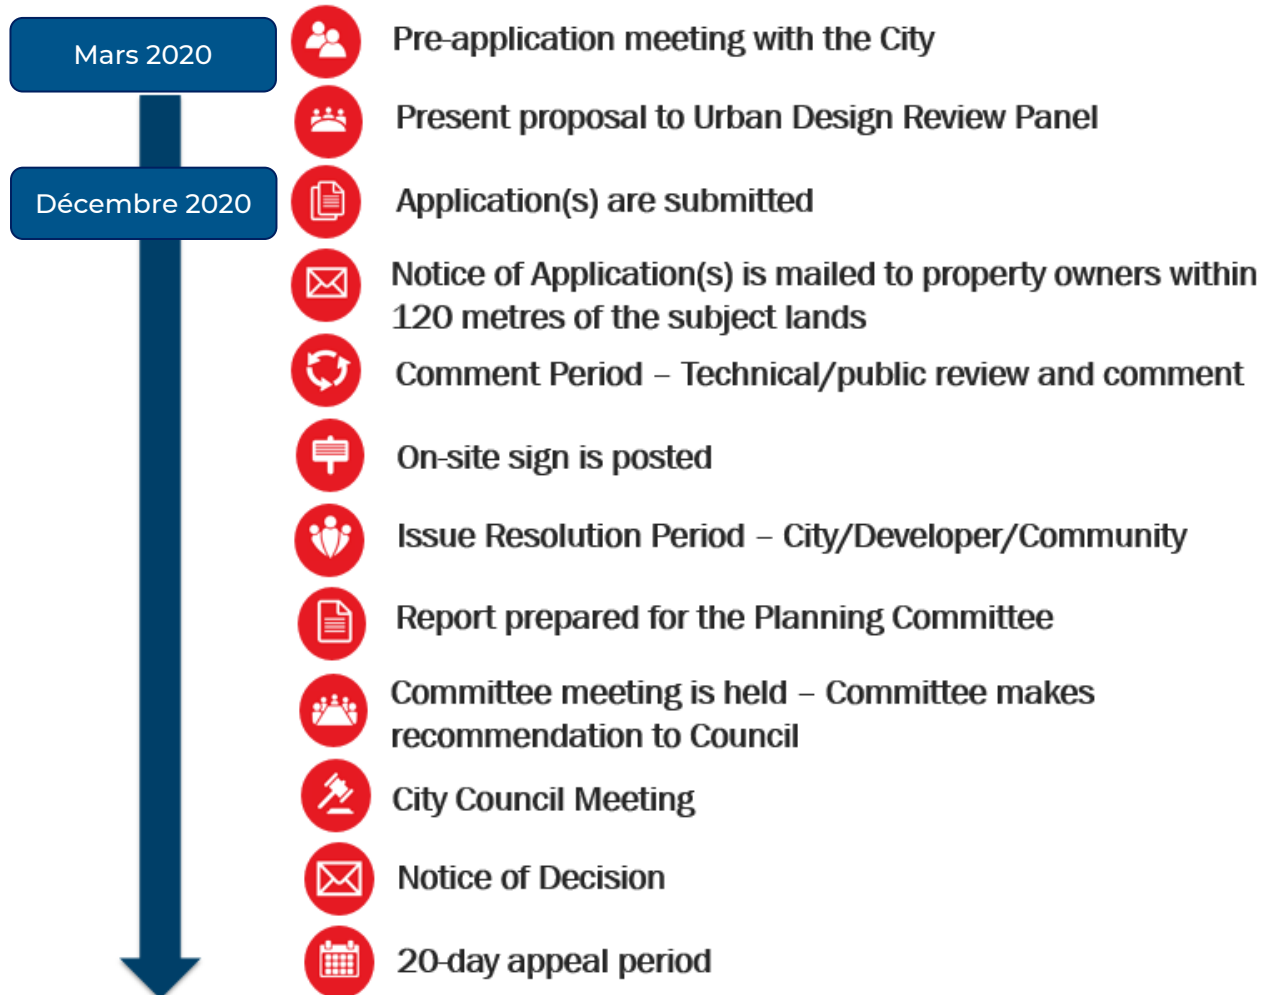 Mars 2020
Pre-application meeting with the City
Present proposal to Urban Design Review Panel
Décembre 2020
Application(s) are submitted
Notice of Application(s) is mailed to property owners within
120 metres of the subject lands
Comment Period – Technical/public review and comment
On-site sign is posted
Issue Resolution Period – City/Developer/Community
Report prepared for the Planning Committee
Committee meeting is held – Committee makes
recommendation to Council
City Council Meeting
Notice of Decision
20-day appeal period